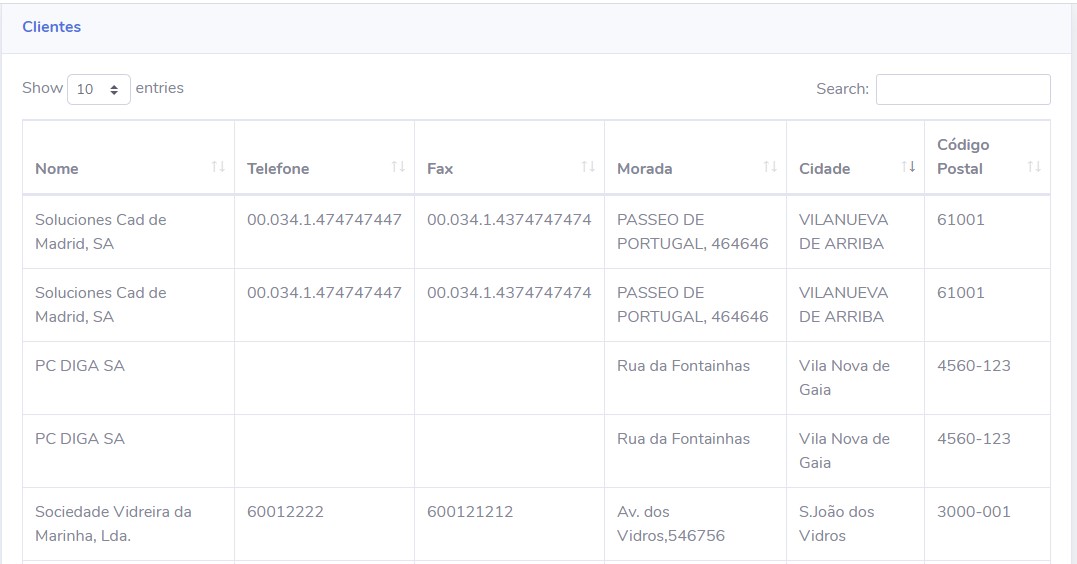 Clientes
Show 10 entries
Search:
Código
Nome Telefone Fax Morada Cidade Postal
Soluciones Cad de 00.034.1.474747447 00.034.1.4374747474 PASSEO DE VILANUEVA 61001
Madrid, SA PORTUGAL, 464646 DE ARRIBA
Soluciones Cad de 00.034.1.474747447 00.034.1.4374747474 PASSEO DE VILANUEVA 61001
Madrid, SA PORTUGAL, 464646 DE ARRIBA
PC DIGA SA Rua da Fontainhas Vila Nova de 4560-123
Gaia
PC DIGA SA Rua da Fontainhas Vila Nova de 4560-123
Gaia
Sociedade Vidreira da 60012222 600121212 Av. dos S.João dos 3000-001
Marinha, Lda. Vidros,546756 Vidros